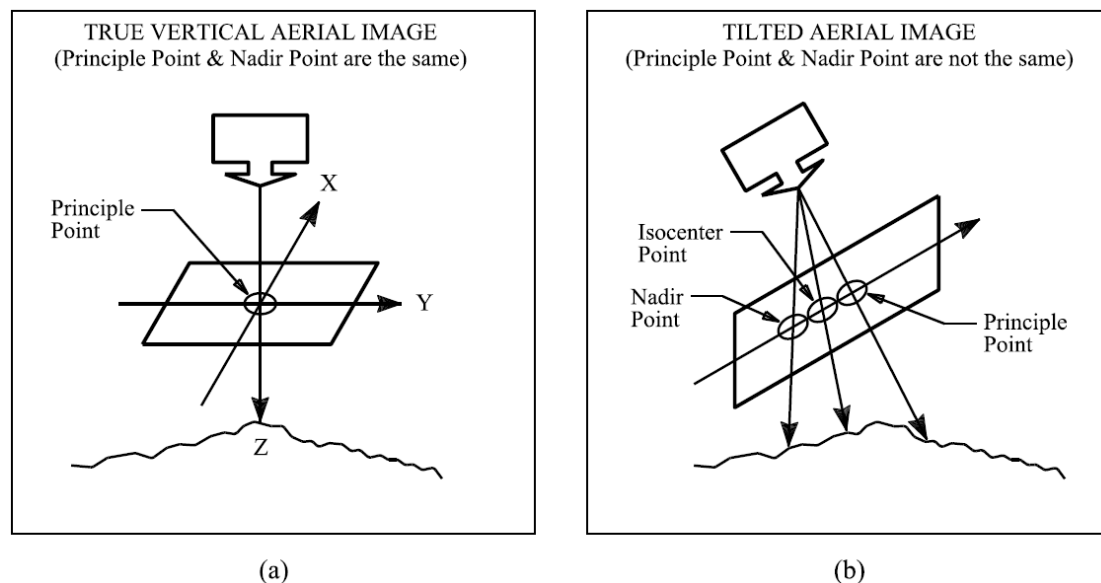 TRUE VERTICAL AERIAL IMAGE
(Principle Point & Nadir Point are the same)
X
Principle
Point
Y
Z
(a)
TILTED AERIAL IMAGE
(Principle Point & Nadir Point are not the same)
Isocenter
Point
Nadir
Point
Principle
Point
(b)